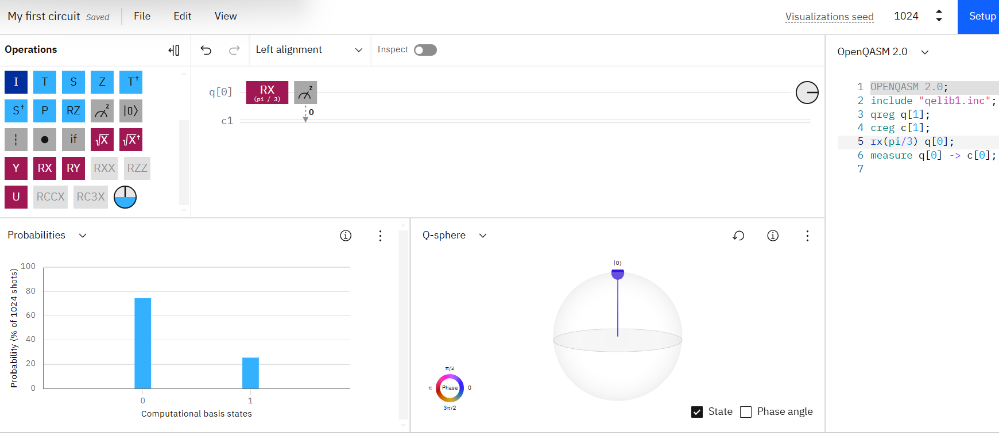 My first circuit Saved File Edit View Visualizations seed 1024 Setup
Operations Left alignment Inspect OpenQASM 2.0
I T S Z T†
S† P RZ z |0⟩
if √X √X†
Y RX RY RXX RZZ
U RCCX RC3X
q[0] RX (pi / 3) z
0
c1
1 OPENQASM 2.0;
2 include "qelib1.inc";
3 qreg q[1];
4 creg c[1];
5 rx(pi/3) q[0];
6 measure q[0] -> c[0];
7
Probabilities
Probability (% of 1024 shots)
100
80
60
40
20
0
0 1
Computational basis states
Q-sphere
|0⟩
π/2
π Phase 0
3π/2
State Phase angle